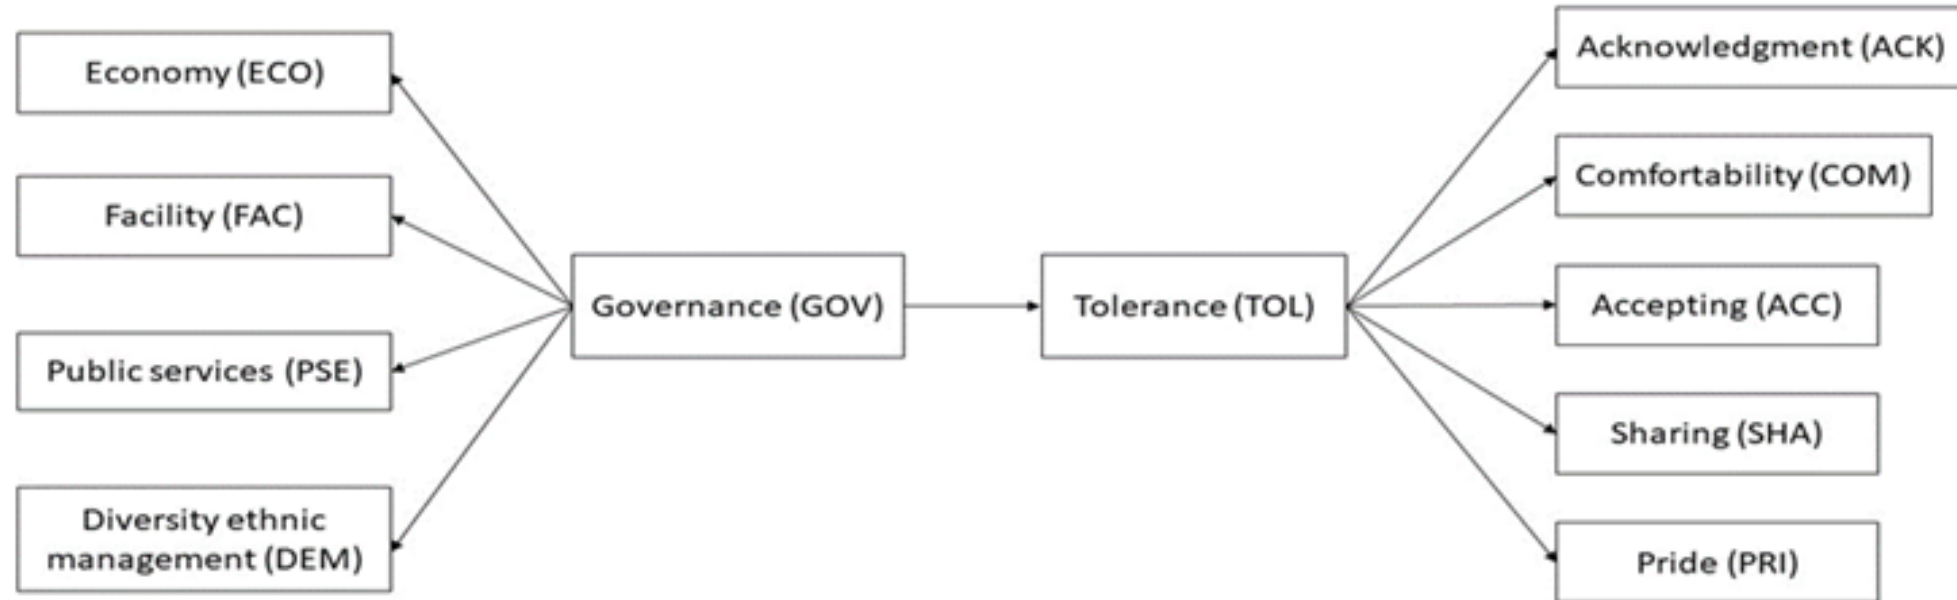 Economy (ECO)
Facility (FAC)
Public services (PSE)
Diversity ethnic
management (DEM)
Governance (GOV)
Tolerance (TOL)
Acknowledgment (ACK)
Comfortability (COM)
Accepting (ACC)
Sharing (SHA)
Pride (PRI)